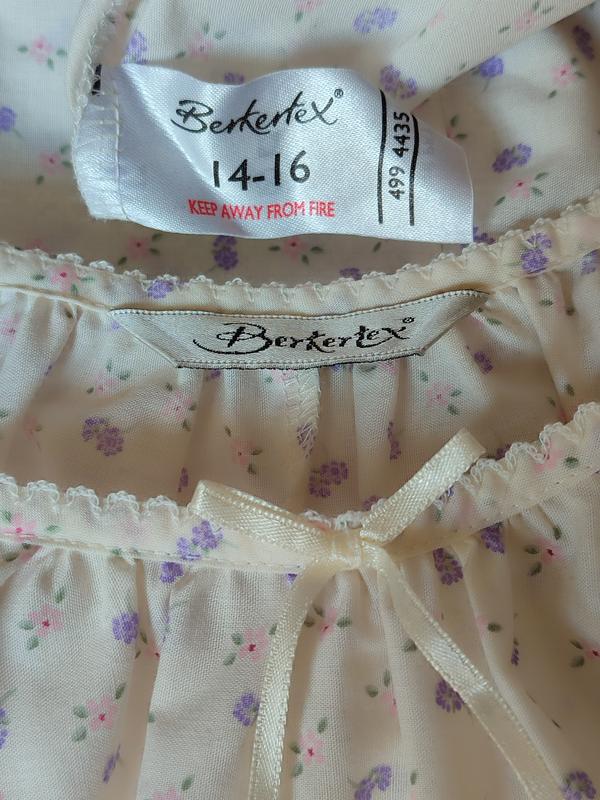 Berkertex®
14-16
KEEP AWAY FROM FIRE
499 4435
Berkertex®